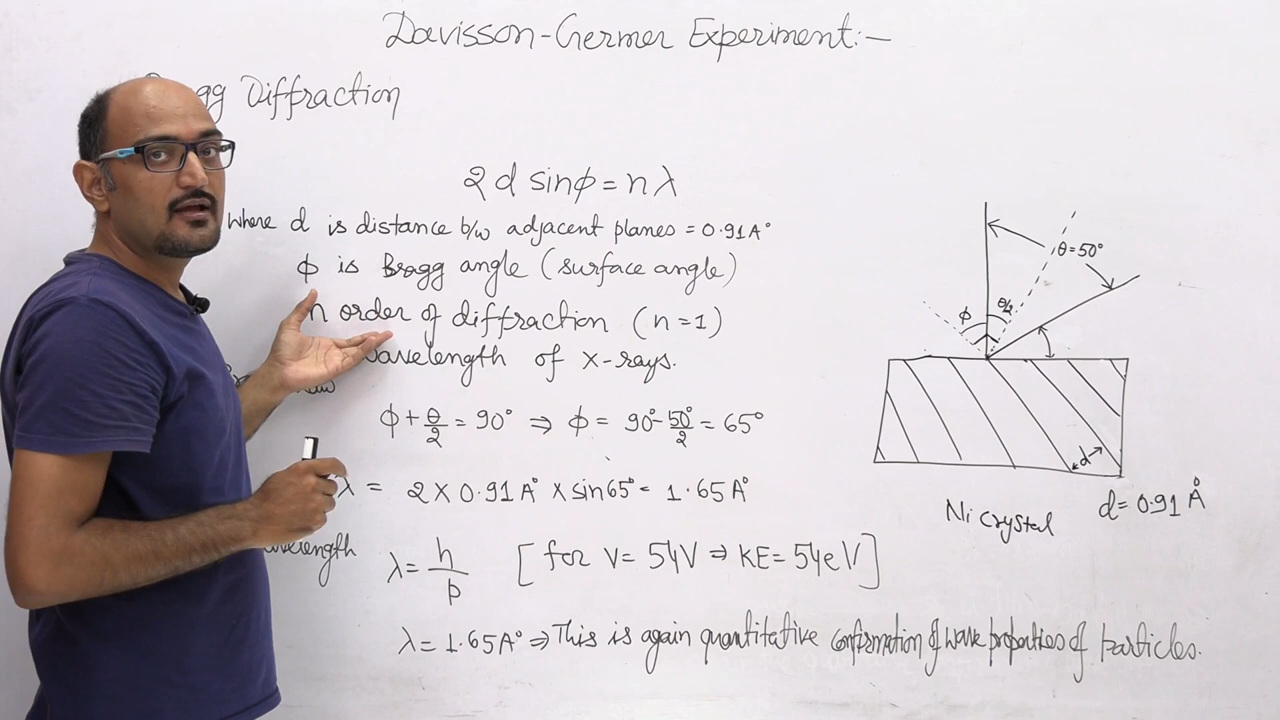 Davisson-Germer Experiment:-
gg Diffraction
2 d sinϕ = n λ
where d is distance b/w adjacent planes = 0.91A°
ϕ is Bragg angle (surface angle)
n order of diffraction (n=1)
wavelength of X-rays.
ϕ + θ/2 = 90° ⇒ ϕ = 90° - 50°/2 = 65°
λ = 2 X 0.91A° X sin65° = 1.65A°
λ = h/p [for V = 54V ⇒ KE = 54eV]
λ = 1.65A° ⇒ This is again quantitative confirmation of wave properties of particles.
θ = 50°
ϕ θ/2
d
Ni crystal
d = 0.91 Å